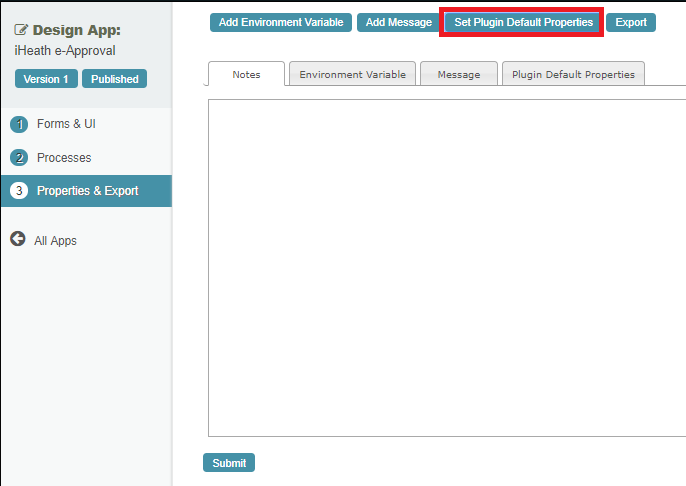 Design App:
iHeath e-Approval
Version 1 Published
1 Forms & UI
2 Processes
3 Properties & Export
All Apps
Add Environment Variable Add Message Set Plugin Default Properties Export
Notes Environment Variable Message Plugin Default Properties
Submit